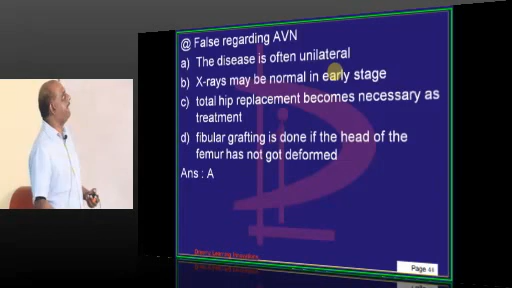 @ False regarding AVN
a) The disease is often unilateral
b) X-rays may be normal in early stage
c) total hip replacement becomes necessary as
treatment
d) fibular grafting is done if the head of the
femur has not got deformed
Ans : A
Page 44